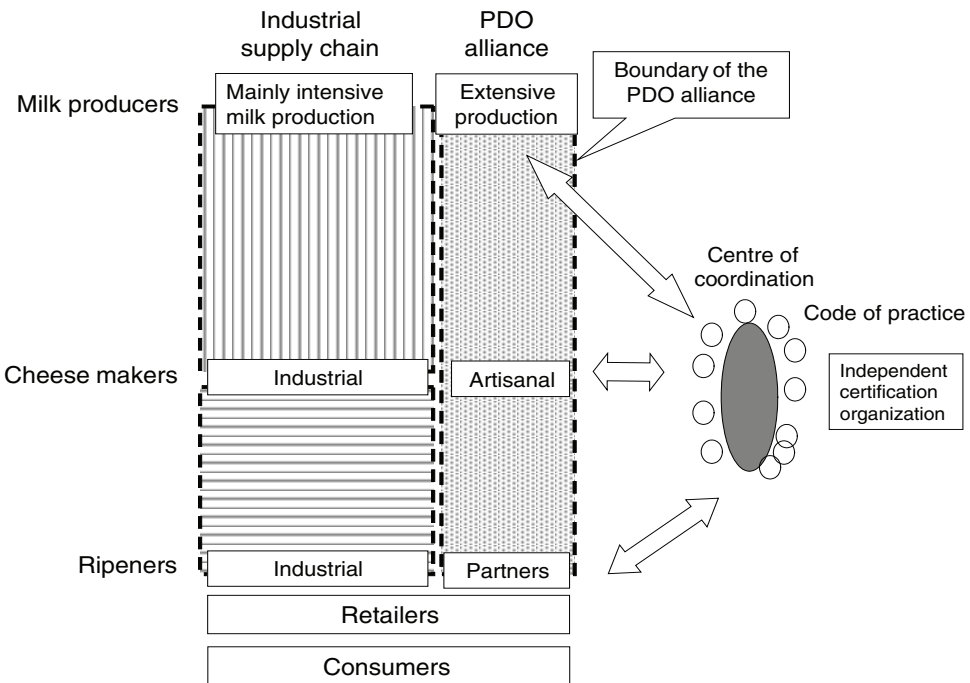 Industrial
supply chain
PDO
alliance
Boundary of the
PDO alliance
Milk producers
Mainly intensive
milk production
Extensive
production
Centre of
coordination
Code of practice
Cheese makers
Industrial
Artisanal
Independent
certification
organization
Ripeners
Industrial
Partners
Retailers
Consumers